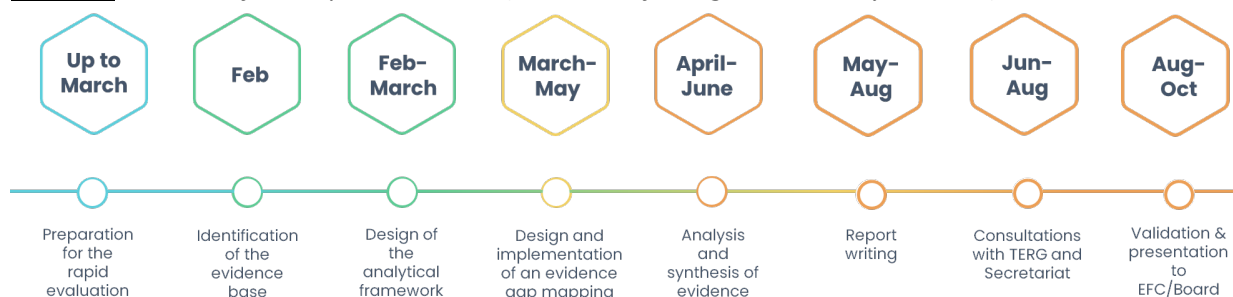 Up to
March
Feb
Feb-
March
March-
May
April-
June
May-
Aug
Jun-
Aug
Aug-
Oct
Preparation
for the
rapid
evaluation
Identification
of the
evidence
base
Design of
the
analytical
framework
Design and
implementation
of an evidence
gap mapping
Analysis
and
synthesis of
evidence
Report
writing
Consultations
with TERG and
Secretariat
Validation &
presentation
to
EFC/Board